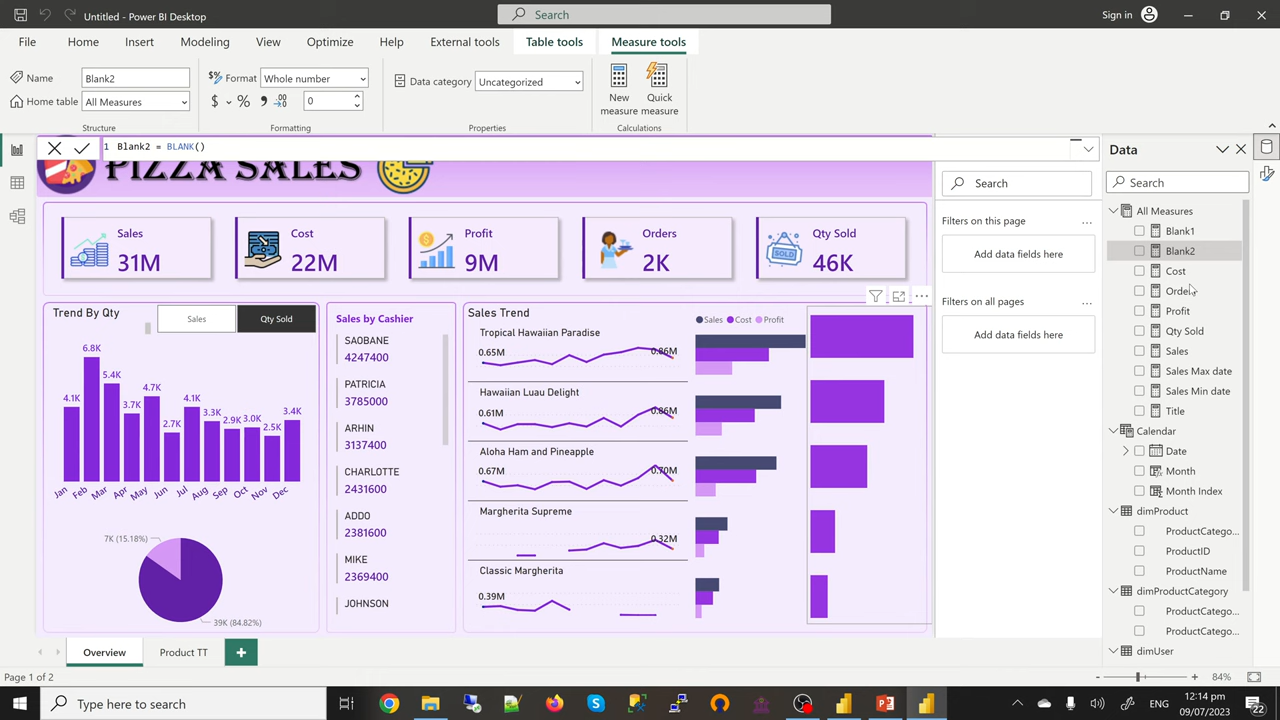 Untitled - Power BI Desktop
Search
Sign in
File
Home
Insert
Modeling
View
Optimize
Help
External tools
Table tools
Measure tools
Name
Blank2
Format
Whole number
Data category
Uncategorized
Home table
All Measures
$
%
,
.00
0
New measure
Quick measure
Structure
Formatting
Properties
Calculations
1 Blank2 = BLANK()
PIZZA SALES
Sales
31M
Cost
22M
Profit
9M
Orders
2K
Qty Sold
46K
Trend By Qty
Sales
Qty Sold
4.1K
6.8K
5.4K
3.7K
4.7K
2.7K
4.1K
3.3K
2.9K
3.0K
2.5K
3.4K
Jan
Feb
Mar
Apr
May
Jun
Jul
Aug
Sep
Oct
Nov
Dec
7K (15.18%)
39K (84.82%)
Sales by Cashier
SAOBANE
4247400
PATRICIA
3785000
ARHIN
3137400
CHARLOTTE
2431600
ADDO
2381600
MIKE
2369400
JOHNSON
Sales Trend
Sales
Cost
Profit
Tropical Hawaiian Paradise
0.65M
0.86M
Hawaiian Luau Delight
0.61M
0.86M
Aloha Ham and Pineapple
0.67M
0.70M
Margherita Supreme
0.32M
Classic Margherita
0.39M
Search
Filters on this page
...
Add data fields here
Filters on all pages
...
Add data fields here
Data
Search
All Measures
Blank1
Blank2
Cost
Orders
Profit
Qty Sold
Sales
Sales Max date
Sales Min date
Title
Calendar
Date
Month
Month Index
dimProduct
ProductCatego...
ProductID
ProductName
dimProductCategory
ProductCatego...
ProductCatego...
dimUser
Overview
Product TT
Page 1 of 2
84%
Type here to search
ENG
12:14 pm
09/07/2023
22